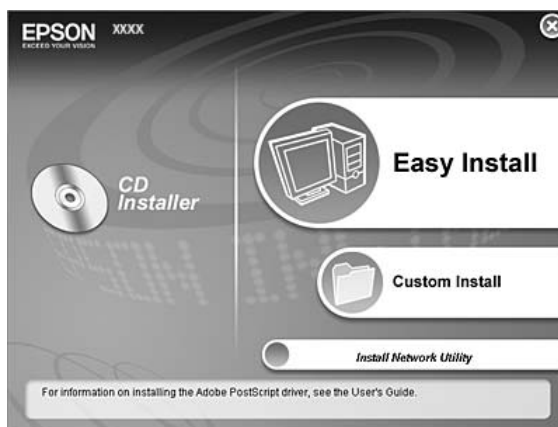 EPSON
EXCEED YOUR VISION
XXXX
CD
Installer
Easy Install
Custom Install
Install Network Utility
For information on installing the Adobe PostScript driver, see the User's Guide.